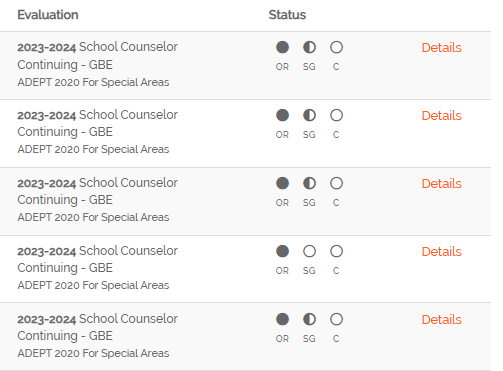 Evaluation Status
2023-2024 School Counselor
Continuing - GBE
ADEPT 2020 For Special Areas
OR SG C
Details
2023-2024 School Counselor
Continuing - GBE
ADEPT 2020 For Special Areas
OR SG C
Details
2023-2024 School Counselor
Continuing - GBE
ADEPT 2020 For Special Areas
OR SG C
Details
2023-2024 School Counselor
Continuing - GBE
ADEPT 2020 For Special Areas
OR SG C
Details
2023-2024 School Counselor
Continuing - GBE
ADEPT 2020 For Special Areas
OR SG C
Details